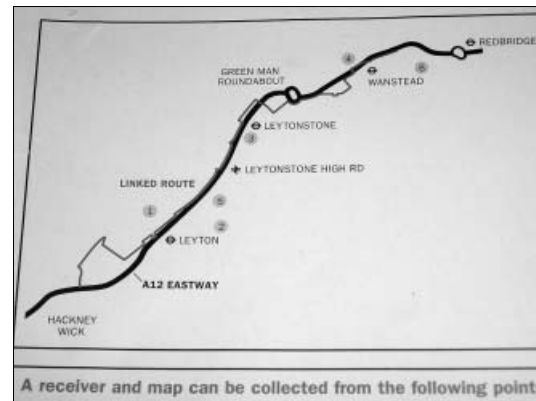 REDBRIDGE
4
6
WANSTEAD
GREEN MAN
ROUNDABOUT
LEYTONSTONE
3
LEYTONSTONE HIGH RD
LINKED ROUTE
5
1
2
LEYTON
A12 EASTWAY
HACKNEY
WICK
A receiver and map can be collected from the following point